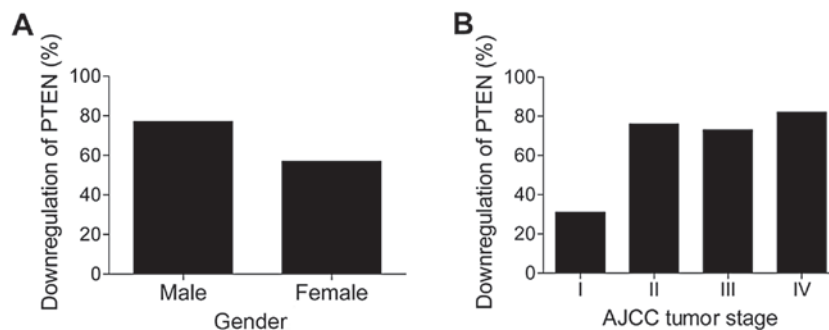 A
Downregulation of PTEN (%)
100
80
60
40
20
0
Male Female
Gender
B
Downregulation of PTEN (%)
100
80
60
40
20
0
I II III IV
AJCC tumor stage